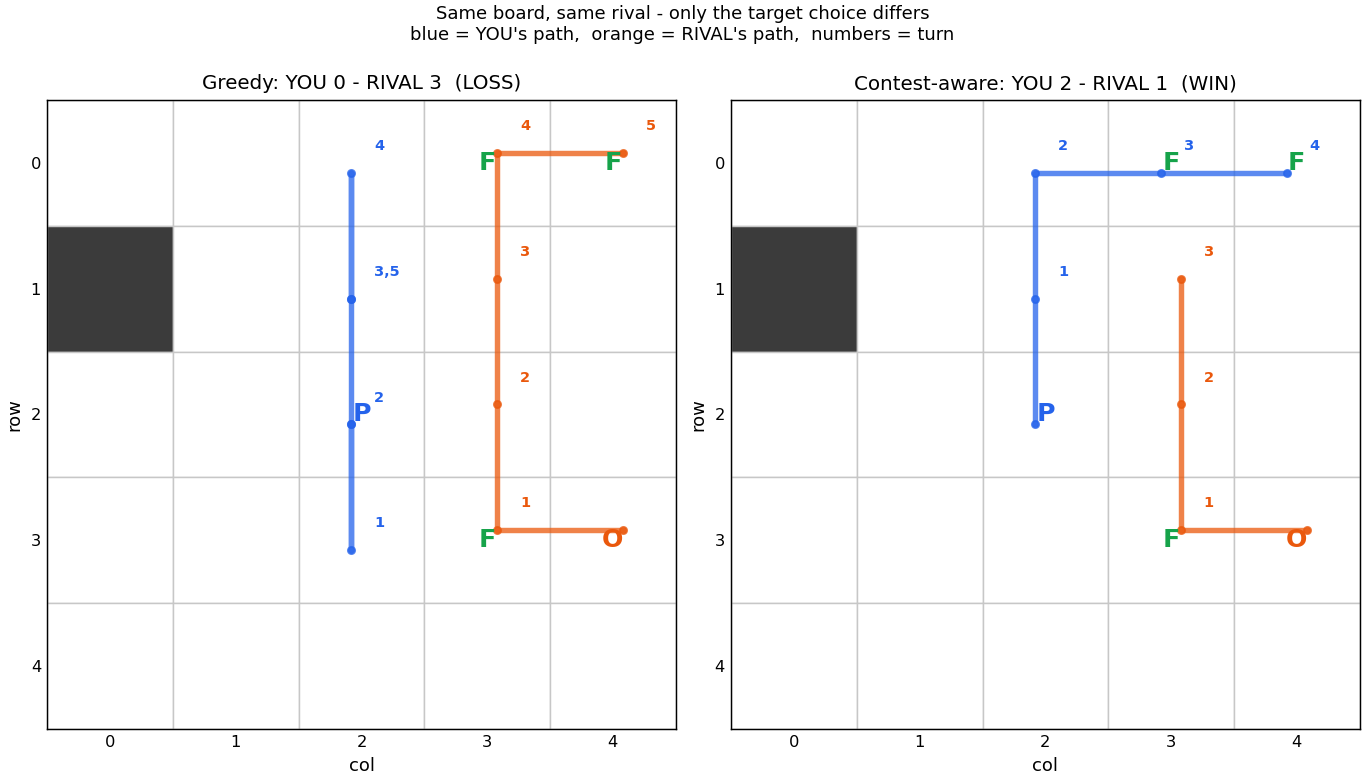 Same board, same rival - only the target choice differs
blue = YOU's path,  orange = RIVAL's path,  numbers = turn
Greedy: YOU 0 - RIVAL 3  (LOSS)
4
4
5
0
F
F
3,5
3
1
2
2
row
2
P
1
1
3
F
O
4
0
1
2
3
4
col
Contest-aware: YOU 2 - RIVAL 1  (WIN)
2
3
4
0
F
F
1
3
1
2
row
2
P
1
3
F
O
4
0
1
2
3
4
col